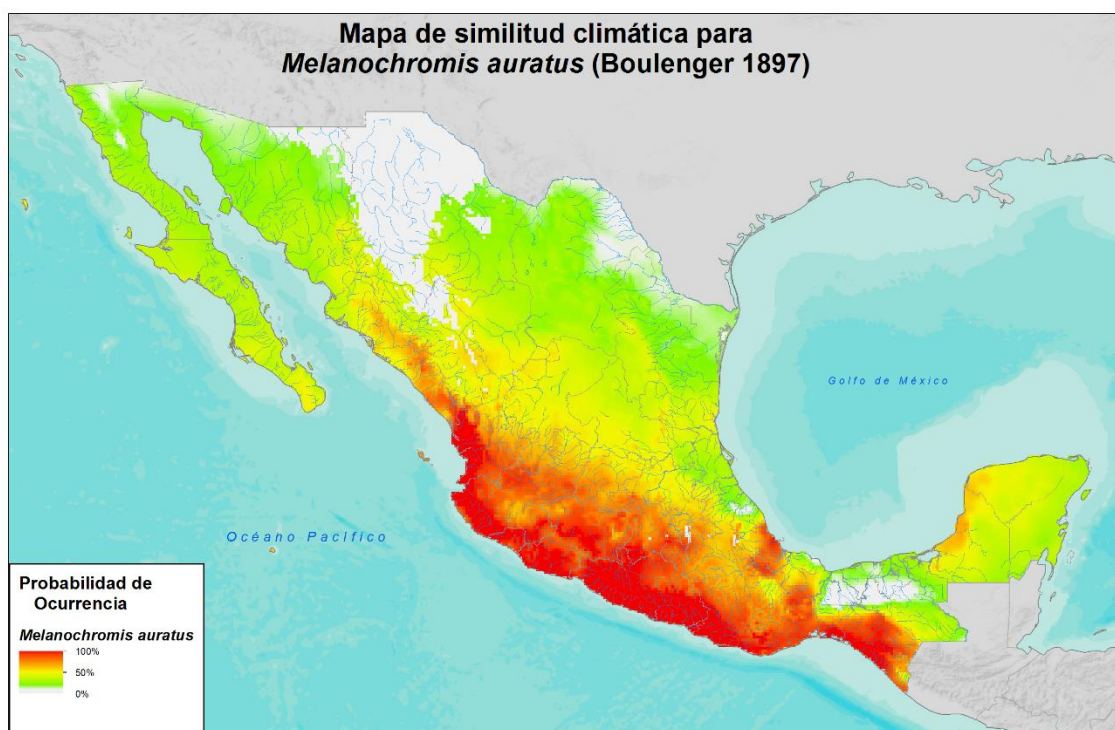 Mapa de similitud climática para
Melanochromis auratus (Boulenger 1897)
Golfo de México
Océano Pacífico
Probabilidad de
Ocurrencia
Melanochromis auratus
100%
50%
0%